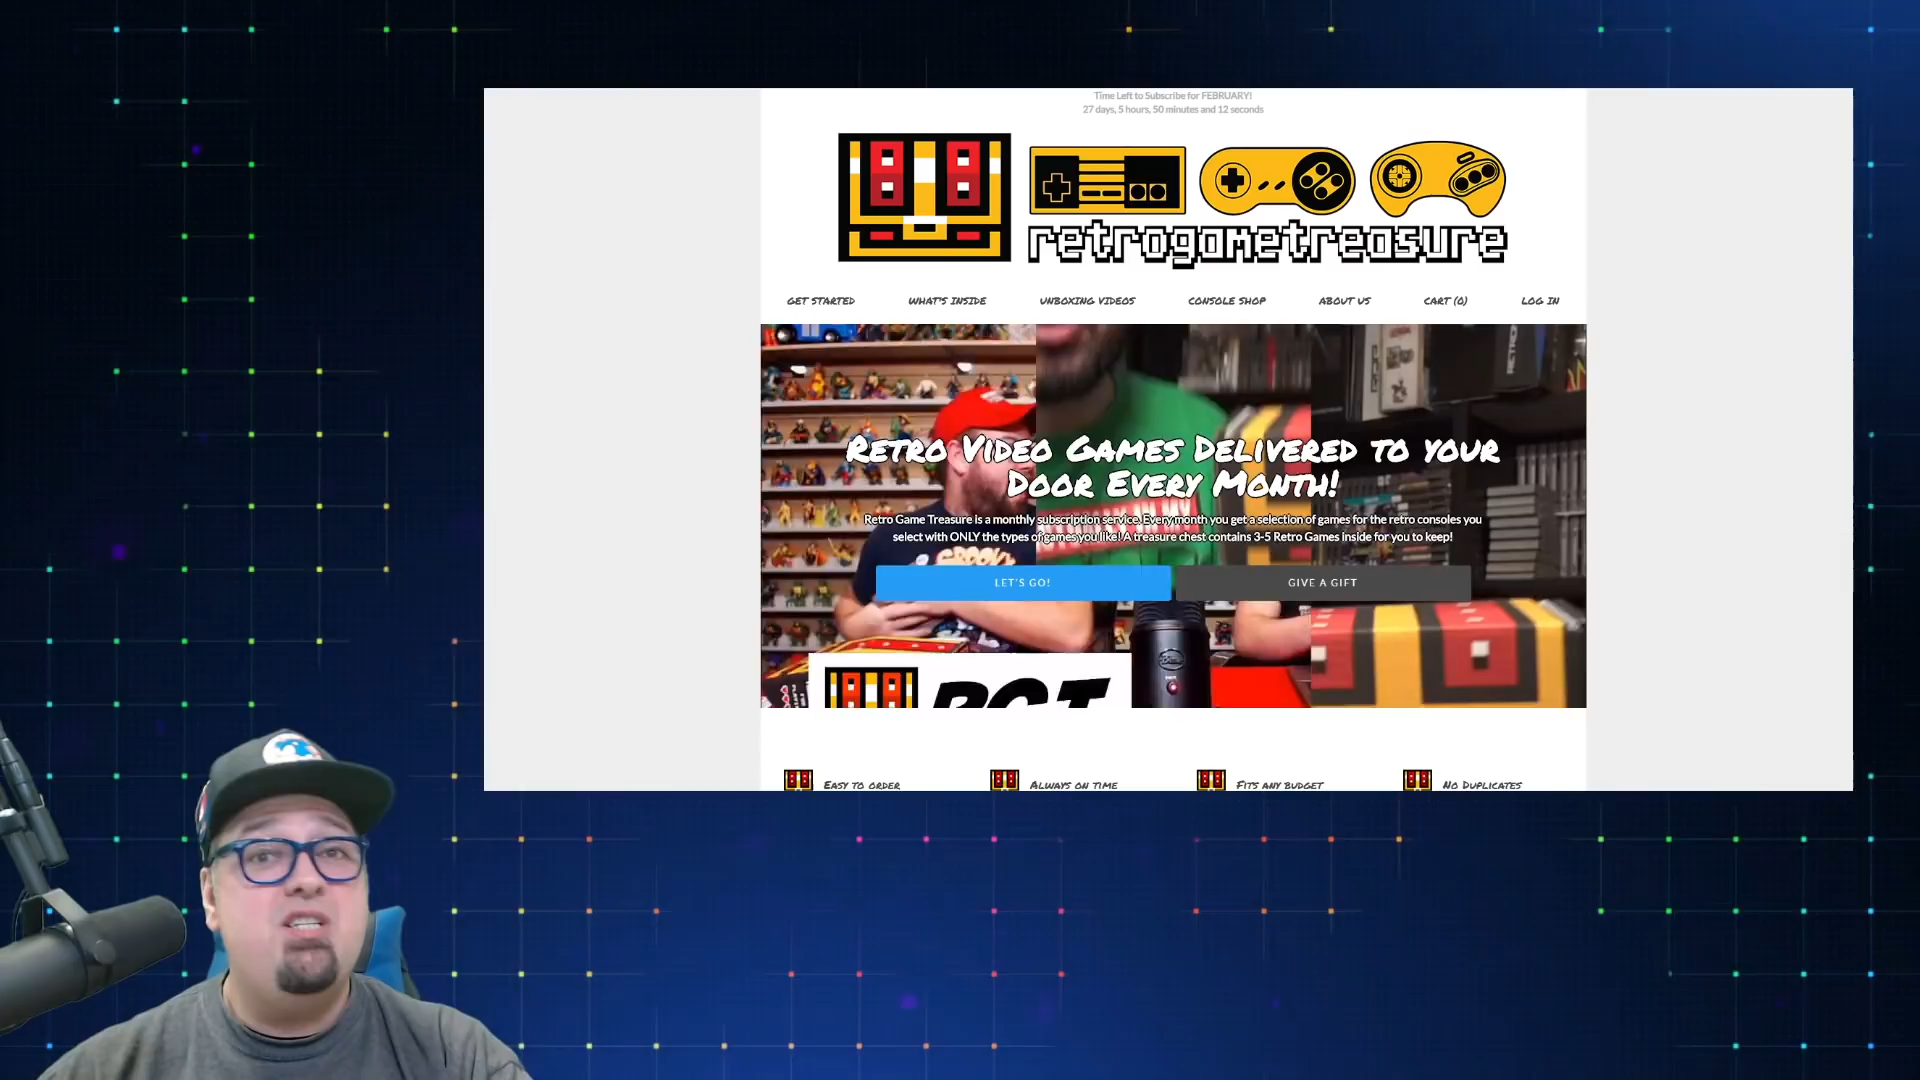 Time Left to Subscribe for FEBRUARY!
27 days, 5 hours, 50 minutes and 12 seconds
retrogametreasure
GET STARTED
WHAT'S INSIDE
UNBOXING VIDEOS
CONSOLE SHOP
ABOUT US
CART (0)
LOG IN
RETRO VIDEO GAMES DELIVERED TO YOUR
DOOR EVERY MONTH!
Retro Game Treasure is a monthly subscription service. Every month you get a selection of games for the retro consoles you
select with ONLY the types of games you like! A treasure chest contains 3-5 Retro Games inside for you to keep!
GROOVY
LET'S GO!
GIVE A GIFT
RGT
EASY TO ORDER
ALWAYS ON TIME
FITS ANY BUDGET
NO DUPLICATES